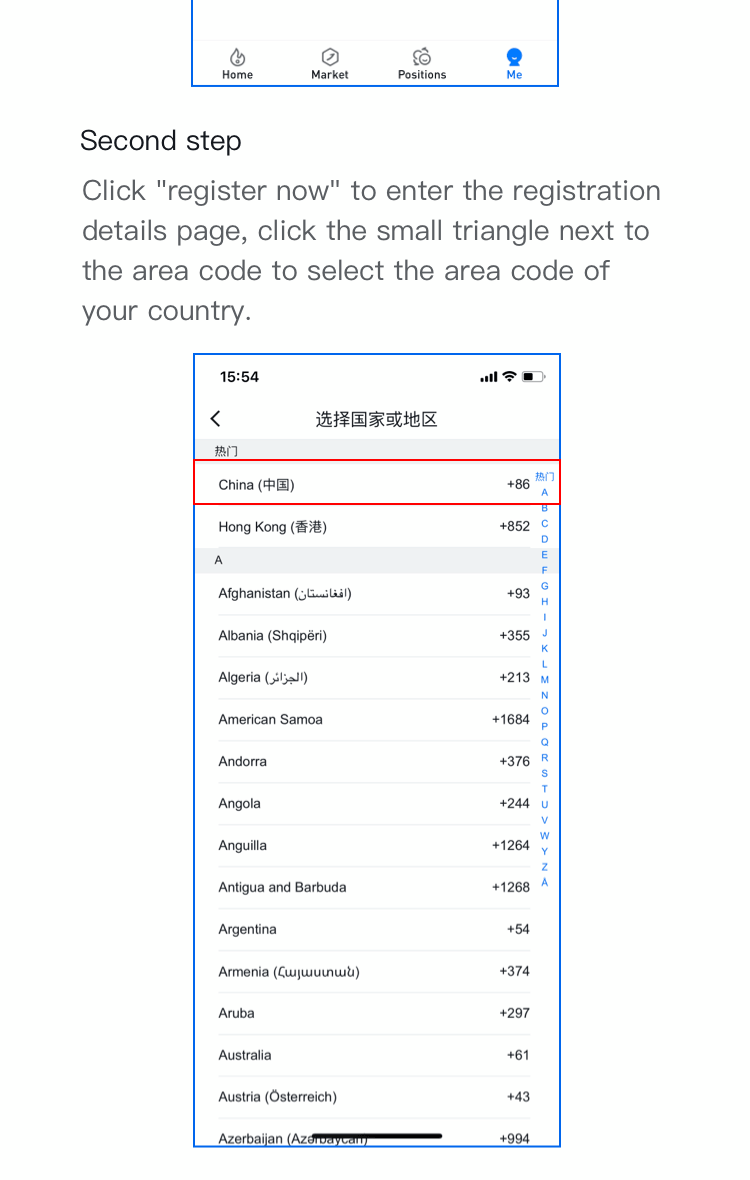 Home Market Positions Me
Second step
Click "register now" to enter the registration
details page, click the small triangle next to
the area code to select the area code of
your country.
15:54
选择国家或地区
热门
China (中国) +86
热门
A
B
Hong Kong (香港) +852
C
D
A
E
F
Afghanistan (افغانستان) +93
G
H
I
Albania (Shqipëri) +355
J
K
L
Algeria (الجزائر) +213
M
N
American Samoa +1684
O
P
Q
Andorra +376
R
S
T
Angola +244
U
V
W
Anguilla +1264
Y
Z
Antigua and Barbuda +1268
Å
Argentina +54
Armenia (Հայաստան) +374
Aruba +297
Australia +61
Austria (Österreich) +43
Azerbaijan (Azərbaycan) +994